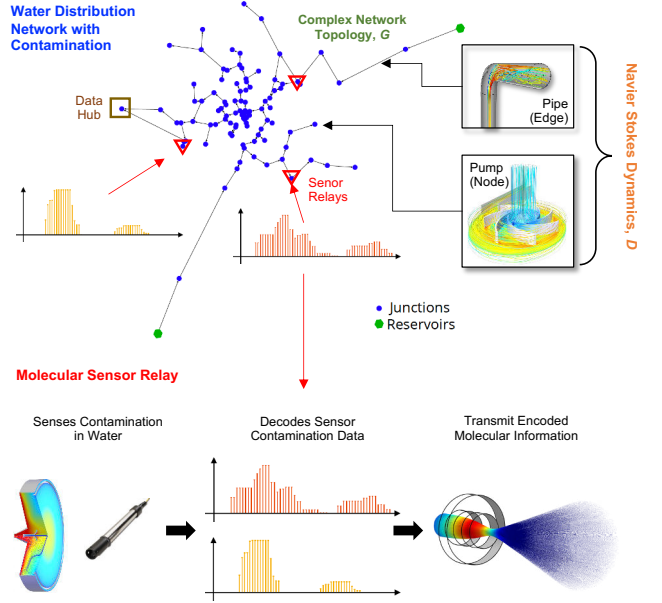 Water Distribution
Network with
Contamination
Complex Network
Topology, G
Data
Hub
Pipe
(Edge)
Pump
(Node)
Navier Stokes Dynamics, D
Senor
Relays
Junctions
Reservoirs
Molecular Sensor Relay
Senses Contamination
in Water
Decodes Sensor
Contamination Data
Transmit Encoded
Molecular Information